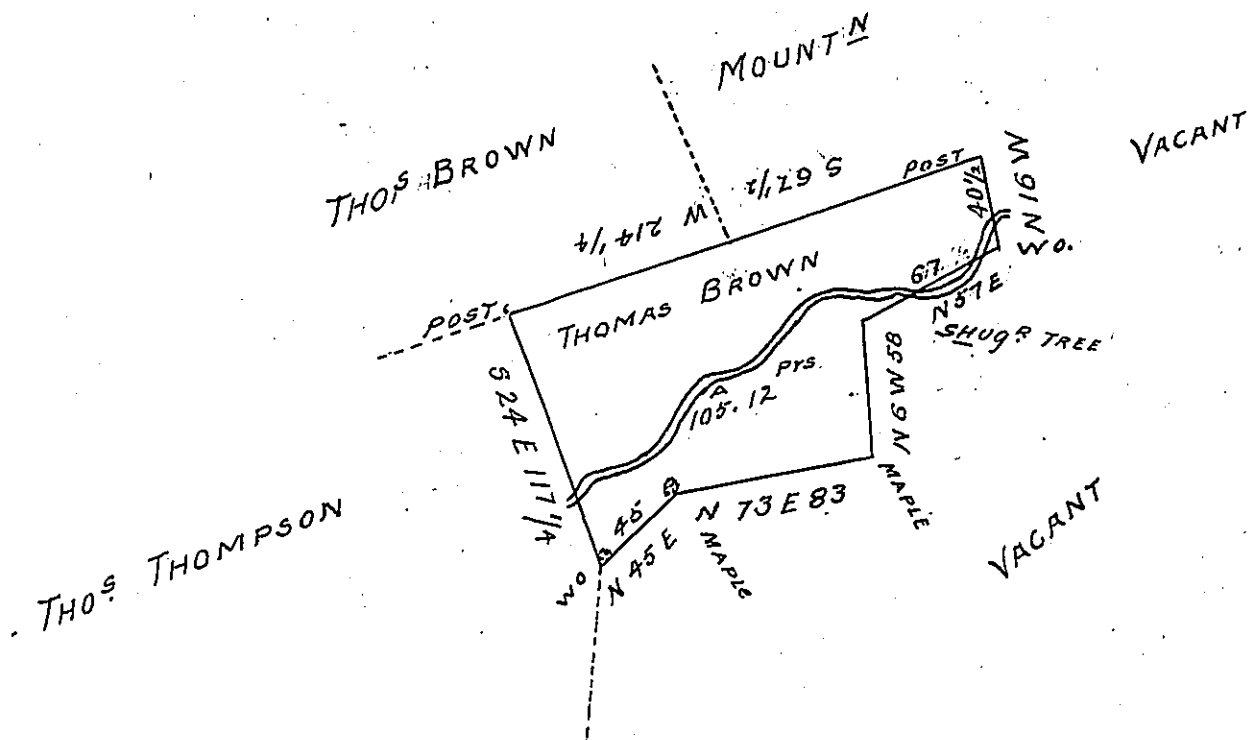 MOUNTN
THOS BROWN
VACANT
S 67 1/2 W 214 1/4
POST
40 1/2
N 16 W
WO.
67
N 57 E
SHUGR TREE
POST
THOMAS BROWN
S 24 E 117 1/4
A Prs.
105. 12
N 9 W 58
MAPLE
N 73 E 83
MAPLE
45
N 45 E
WO
THOS THOMPSON
VACANT